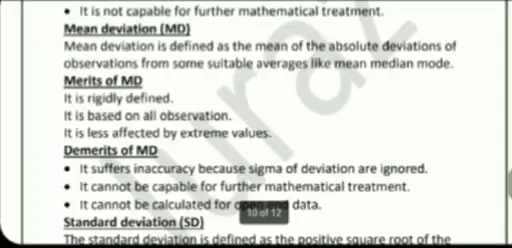 • It is not capable for further mathematical treatment.
Mean deviation (MD)
Mean deviation is defined as the mean of the absolute deviations of
observations from some suitable averages like mean median mode.
Merits of MD
It is rigidly defined.
It is based on all observation.
It is less affected by extreme values.
Demerits of MD
• It suffers inaccuracy because sigma of deviation are ignored.
• It cannot be capable for further mathematical treatment.
• It cannot be calculated for open end data.
10 of 12
Standard deviation (SD)
The standard deviation is defined as the positive square root of the